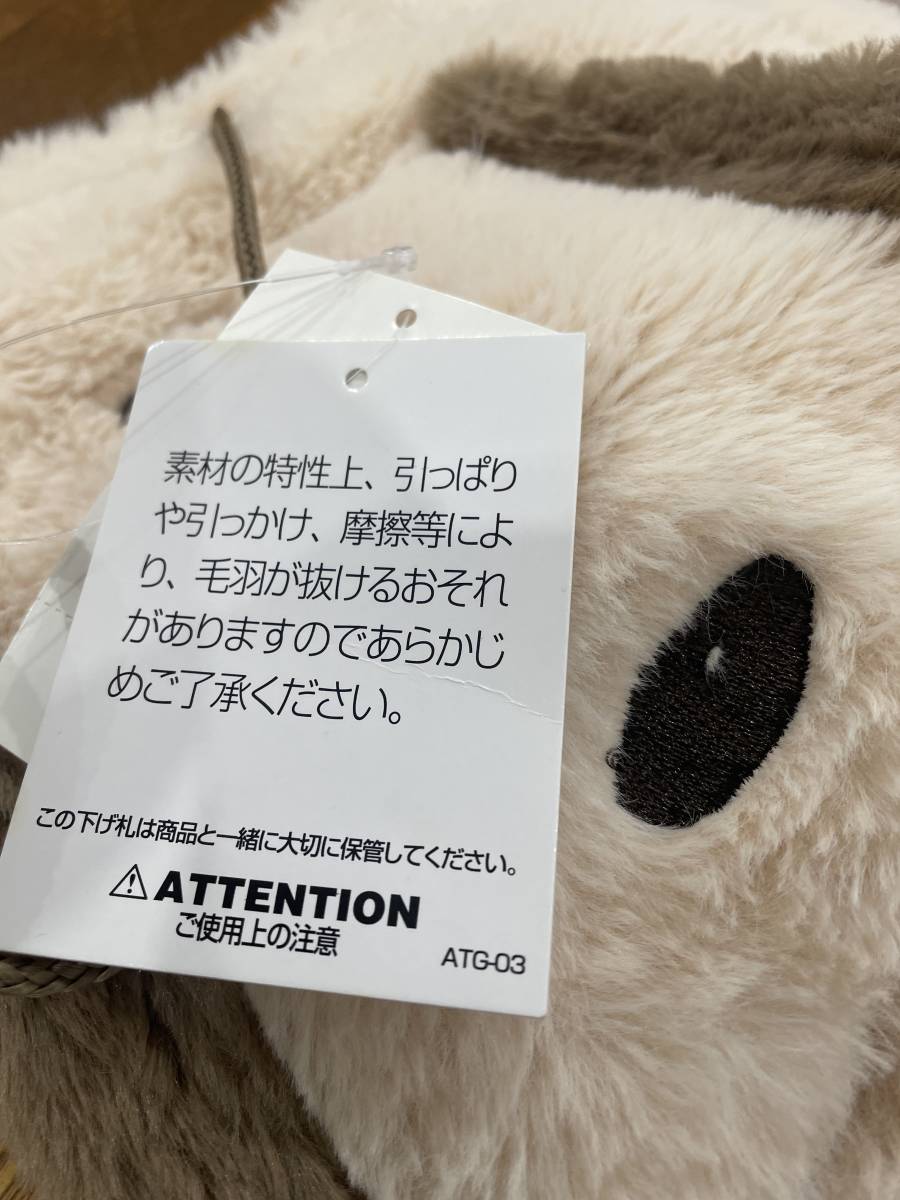 素材の特性上、引っぱり
や引っかけ、摩擦等によ
り、毛羽が抜けるおそれ
がありますのであらかじ
めご了承ください。
この下げ札は商品と一緒に大切に保管してください。
ATTENTION
ご使用上の注意
ATG-03